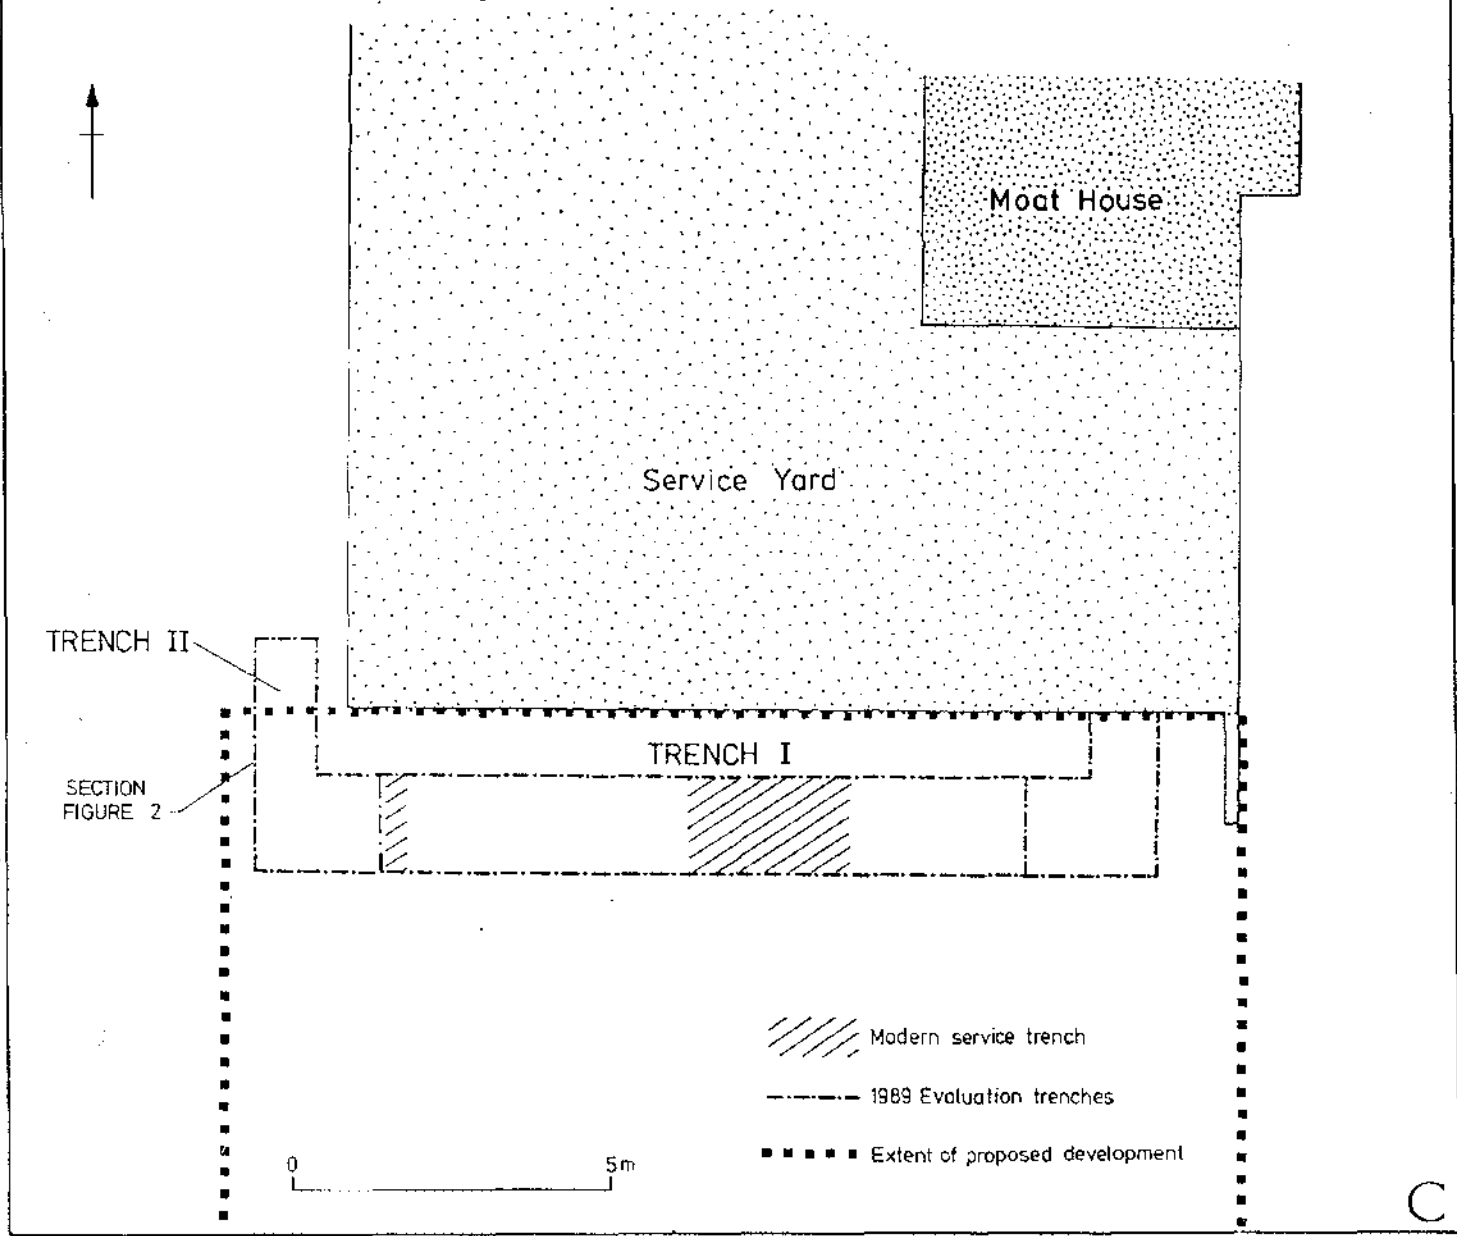 Moat House
Service Yard
TRENCH II
TRENCH I
SECTION
FIGURE 2
Modern service trench
1989 Evaluation trenches
Extent of proposed development
0 5m
C